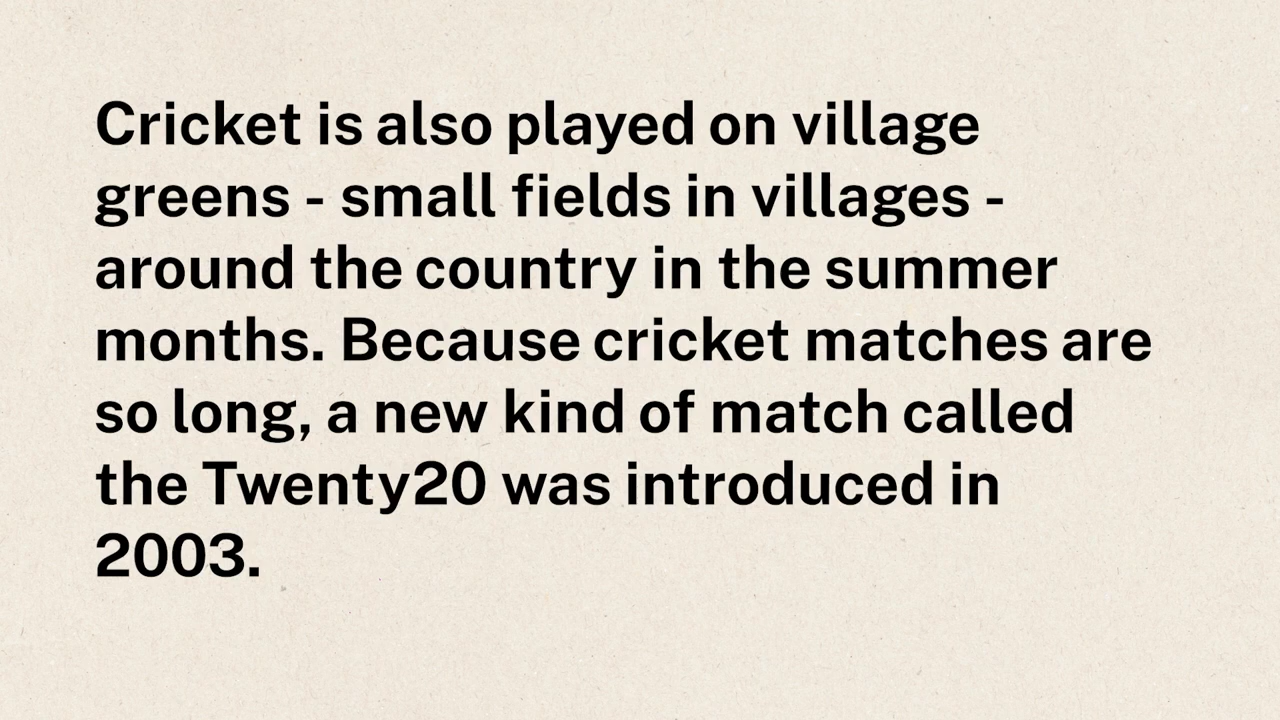 Cricket is also played on village
greens - small fields in villages -
around the country in the summer
months. Because cricket matches are
so long, a new kind of match called
the Twenty20 was introduced in
2003.